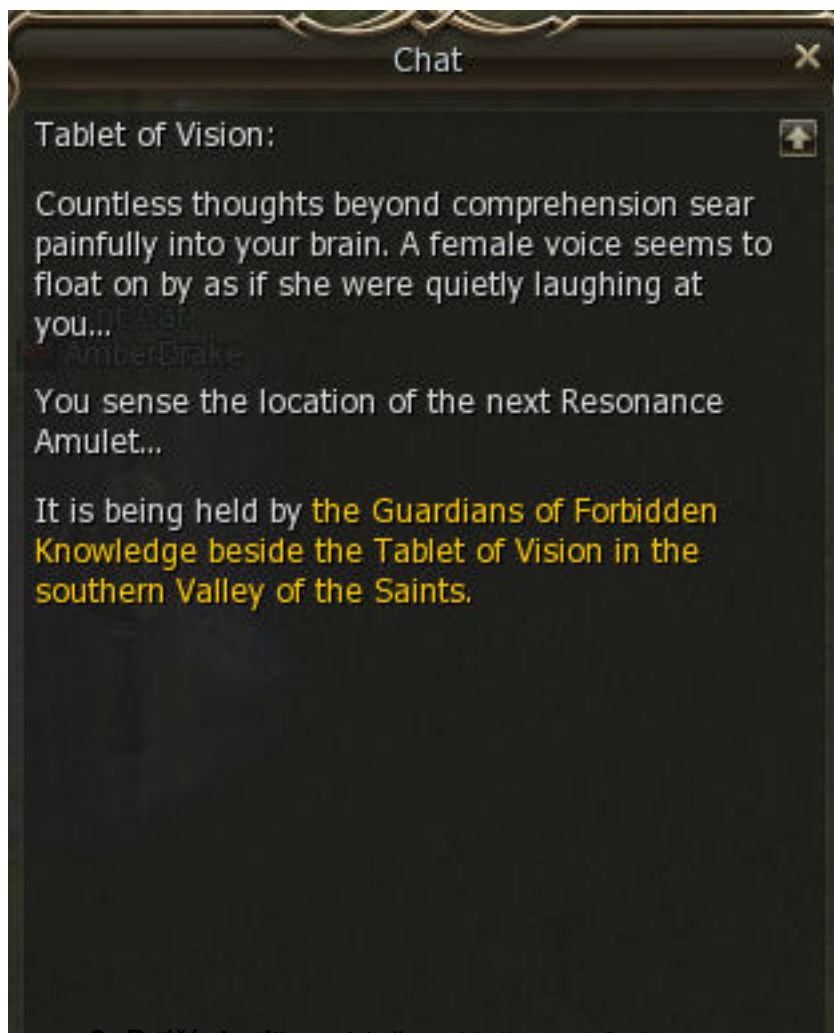 Chat
Tablet of Vision:
Countless thoughts beyond comprehension sear
painfully into your brain. A female voice seems to
float on by as if she were quietly laughing at
you...
AmberDrake
You sense the location of the next Resonance
Amulet...
It is being held by the Guardians of Forbidden
Knowledge beside the Tablet of Vision in the
southern Valley of the Saints.